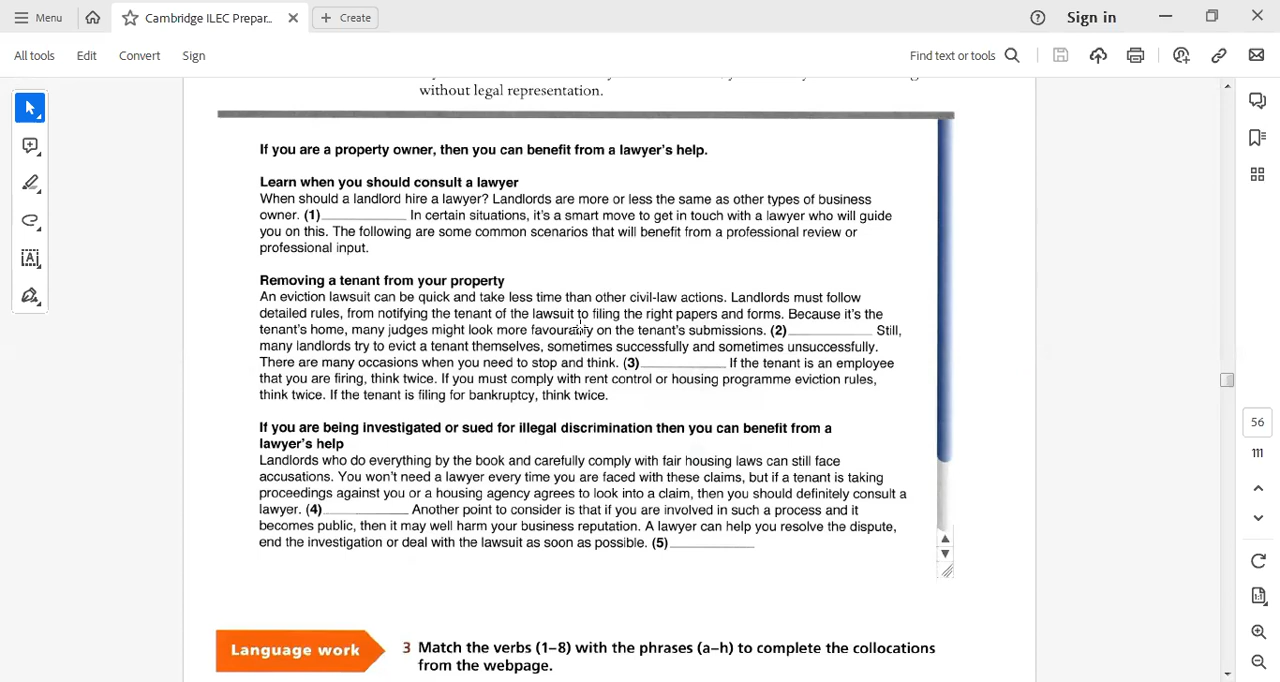 Menu
Cambridge ILEC Prepar...
Create
Sign in
All tools
Edit
Convert
Sign
Find text or tools
without legal representation.
If you are a property owner, then you can benefit from a lawyer's help.
Learn when you should consult a lawyer
When should a landlord hire a lawyer? Landlords are more or less the same as other types of business
owner. (1)__________ In certain situations, it's a smart move to get in touch with a lawyer who will guide
you on this. The following are some common scenarios that will benefit from a professional review or
professional input.
Removing a tenant from your property
An eviction lawsuit can be quick and take less time than other civil-law actions. Landlords must follow
detailed rules, from notifying the tenant of the lawsuit to filing the right papers and forms. Because it's the
tenant's home, many judges might look more favourably on the tenant's submissions. (2)__________ Still,
many landlords try to evict a tenant themselves, sometimes successfully and sometimes unsuccessfully.
There are many occasions when you need to stop and think. (3)__________ If the tenant is an employee
that you are firing, think twice. If you must comply with rent control or housing programme eviction rules,
think twice. If the tenant is filing for bankruptcy, think twice.
If you are being investigated or sued for illegal discrimination then you can benefit from a
lawyer's help
Landlords who do everything by the book and carefully comply with fair housing laws can still face
accusations. You won't need a lawyer every time you are faced with these claims, but if a tenant is taking
proceedings against you or a housing agency agrees to look into a claim, then you should definitely consult a
lawyer. (4)__________ Another point to consider is that if you are involved in such a process and it
becomes public, then it may well harm your business reputation. A lawyer can help you resolve the dispute,
end the investigation or deal with the lawsuit as soon as possible. (5)__________
Language work
3 Match the verbs (1–8) with the phrases (a–h) to complete the collocations
from the webpage.
56
111